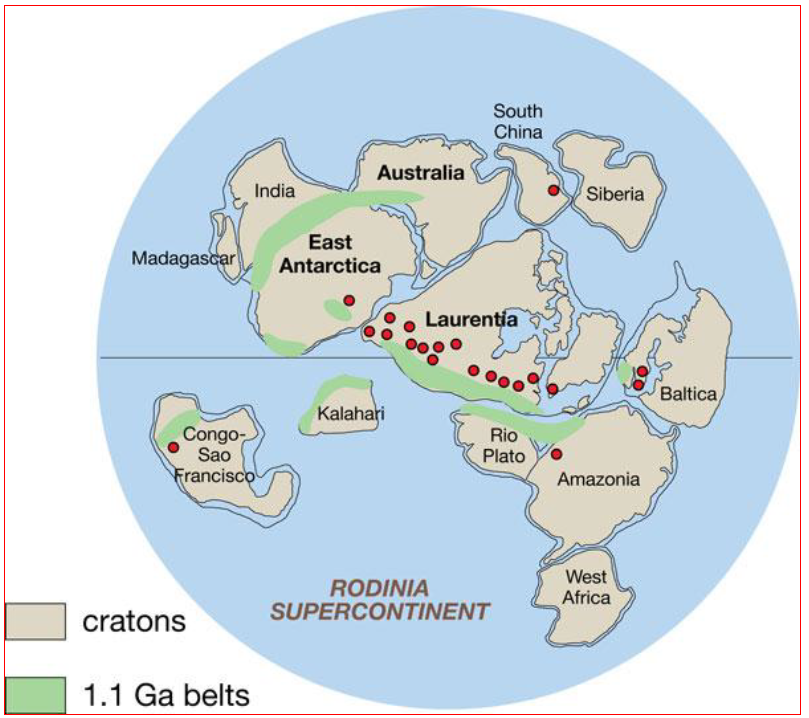 South
China
Australia
India
Siberia
Madagascar
East
Antarctica
Laurentia
Baltica
Kalahari
Congo-
Sao
Francisco
Rio
Plato
Amazonia
West
Africa
RODINIA
SUPERCONTINENT
cratons
1.1 Ga belts